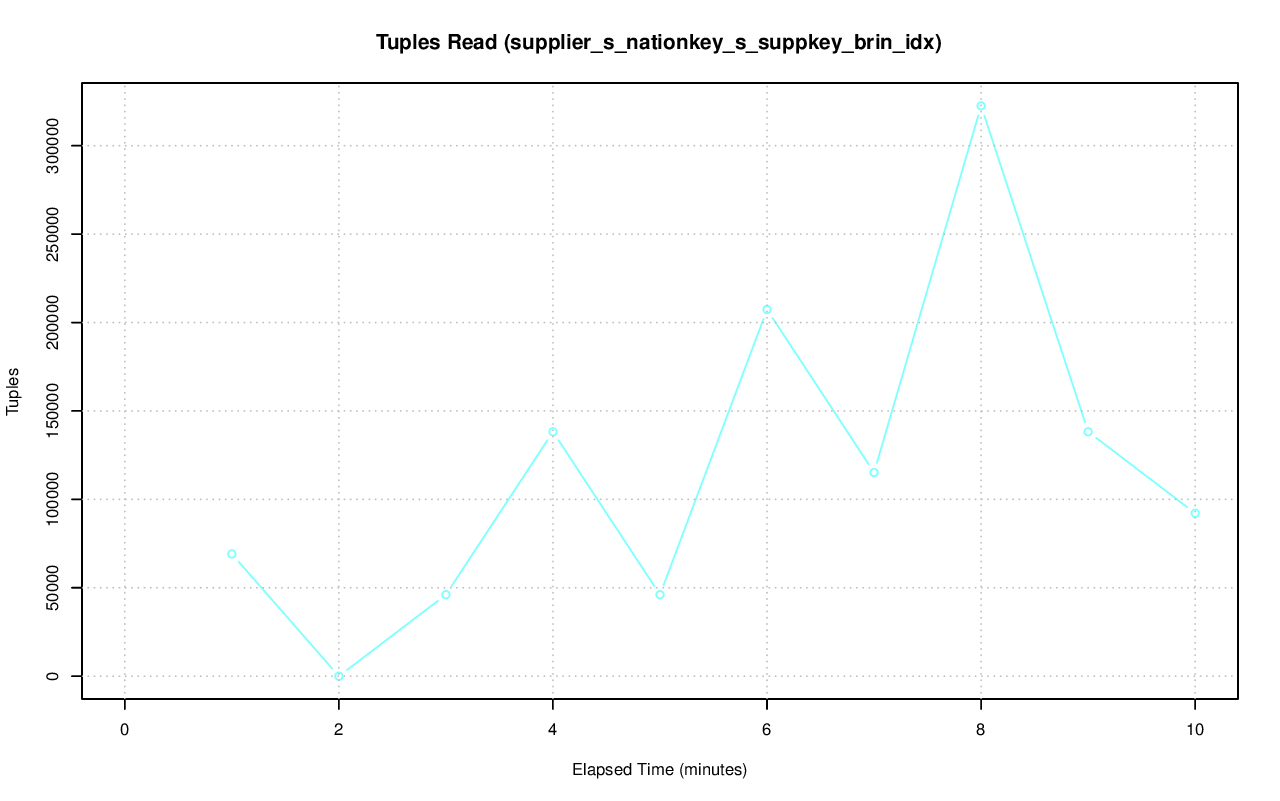 Tuples Read (supplier_s_nationkey_s_suppkey_brin_idx)
Tuples
300000
250000
200000
150000
100000
50000
0
0 2 4 6 8 10
Elapsed Time (minutes)